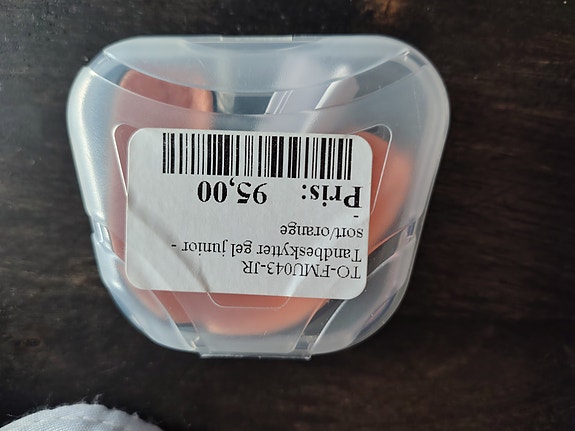 TO-FMU043-JR
Tandbeskytter gel junior -
sort/orange
-
Pris: 95,00